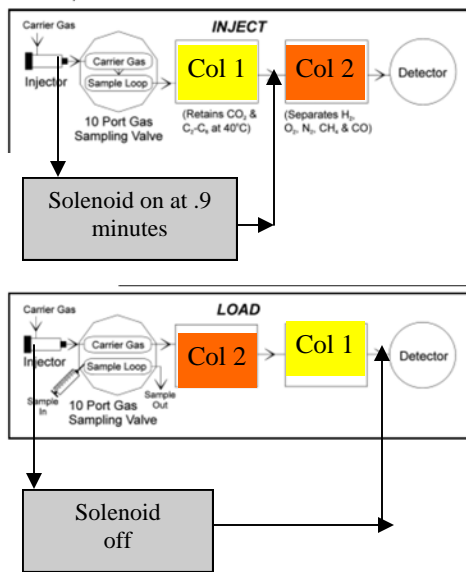 INJECT
Carrier Gas
Injector
Carrier Gas
Sample Loop
10 Port Gas
Sampling Valve
Col 1
(Retains CO₂ &
C₂-C₆ at 40°C)
Col 2
(Separates H₂,
O₂, N₂, CH₄ & CO)
Detector
Solenoid on at .9
minutes
LOAD
Carrier Gas
Injector
Carrier Gas
Sample Loop
Sample
In
Sample
Out
10 Port Gas
Sampling Valve
Col 2
Col 1
Detector
Solenoid
off